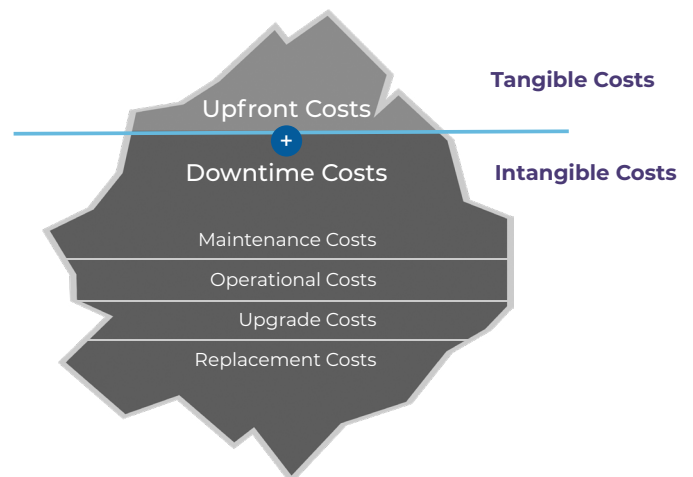 Tangible Costs
Upfront Costs
+
Downtime Costs
Intangible Costs
Maintenance Costs
Operational Costs
Upgrade Costs
Replacement Costs